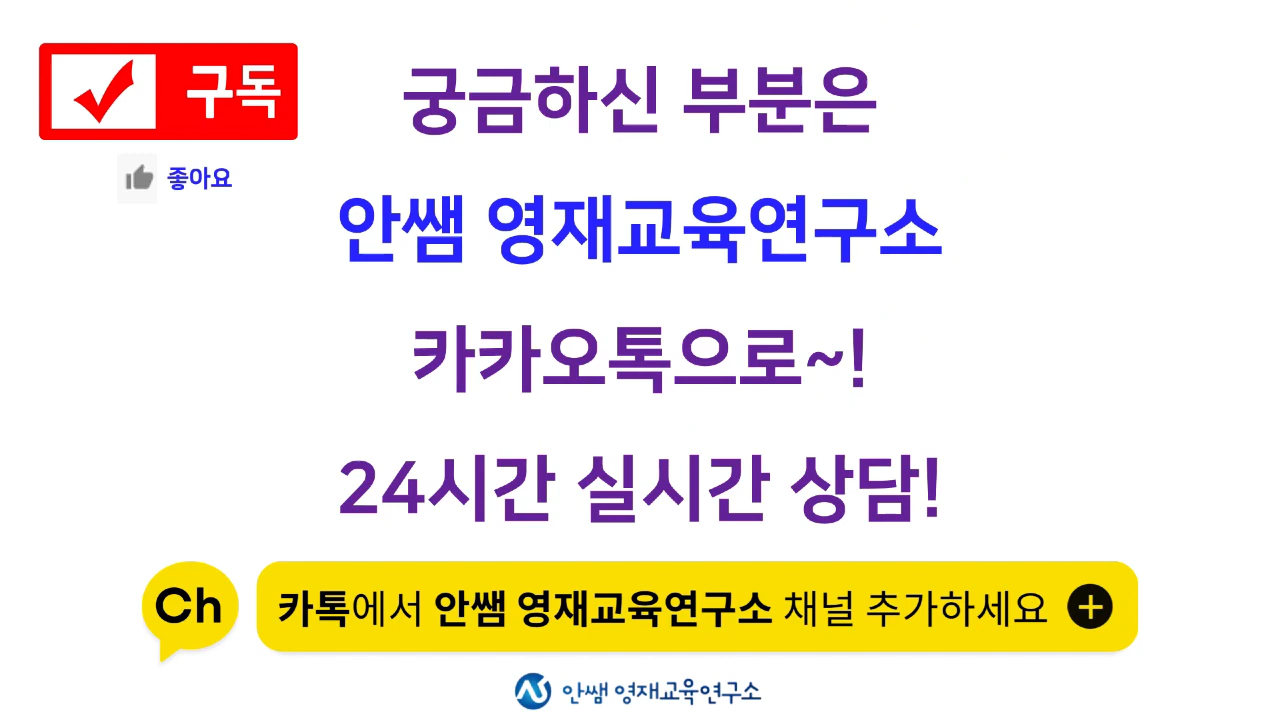 구독
좋아요
궁금하신 부분은
안쌤 영재교육연구소
카카오톡으로~!
24시간 실시간 상담!
Ch
카톡에서 안쌤 영재교육연구소 채널 추가하세요
안쌤 영재교육연구소